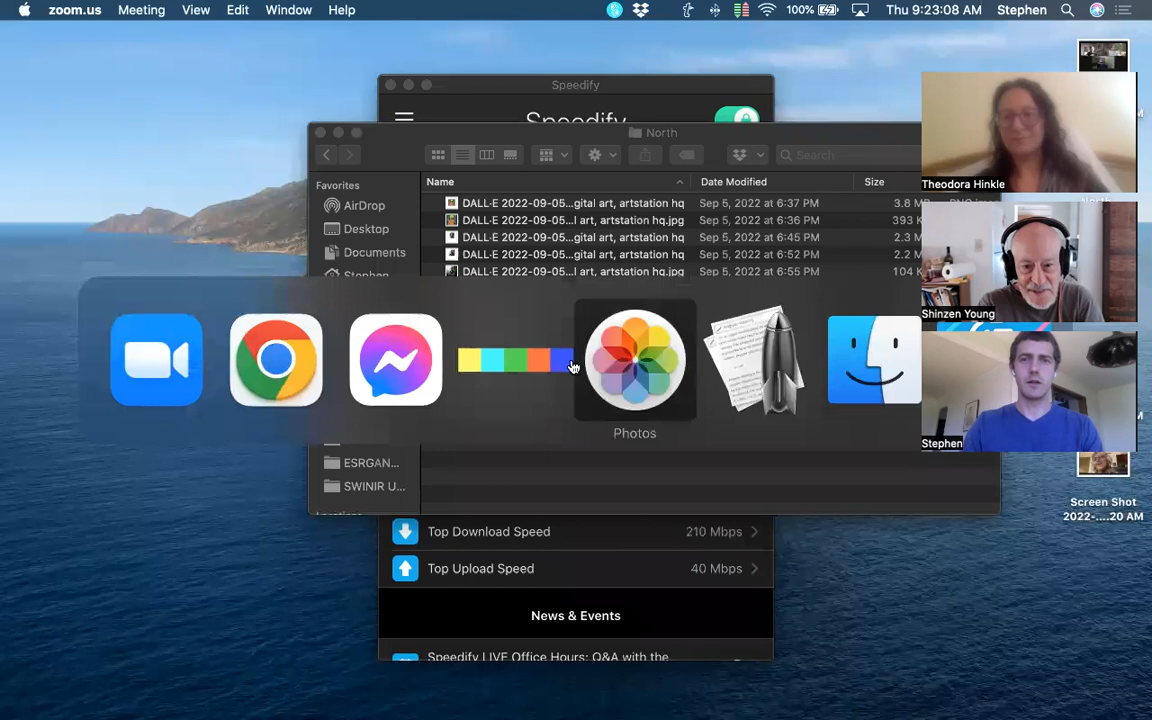 zoom.us Meeting View Edit Window Help
100% Thu 9:23:08 AM Stephen
Speedify
Speedify
North
Search
Favorites
Name Date Modified Size
AirDrop
DALL·E 2022-09-05...gital art, artstation hq Sep 5, 2022 at 6:37 PM 3.8 M
DALL·E 2022-09-05...l art, artstation hq.jpg Sep 5, 2022 at 6:36 PM 393 K
Desktop
DALL·E 2022-09-05...gital art, artstation hq Sep 5, 2022 at 6:45 PM 2.3 M
Documents
DALL·E 2022-09-05...gital art, artstation hq Sep 5, 2022 at 6:52 PM 2.2 M
Stephen
DALL·E 2022-09-05...l art, artstation hq.jpg Sep 5, 2022 at 6:55 PM 104 K
Theodora Hinkle
Shinzen Young
Stephen
Photos
ESRGAN...
SWINIR U...
Screen Shot
2022-....20 AM
Top Download Speed 210 Mbps
Top Upload Speed 40 Mbps
News & Events
Speedify LIVE Office Hours: Q&A with the